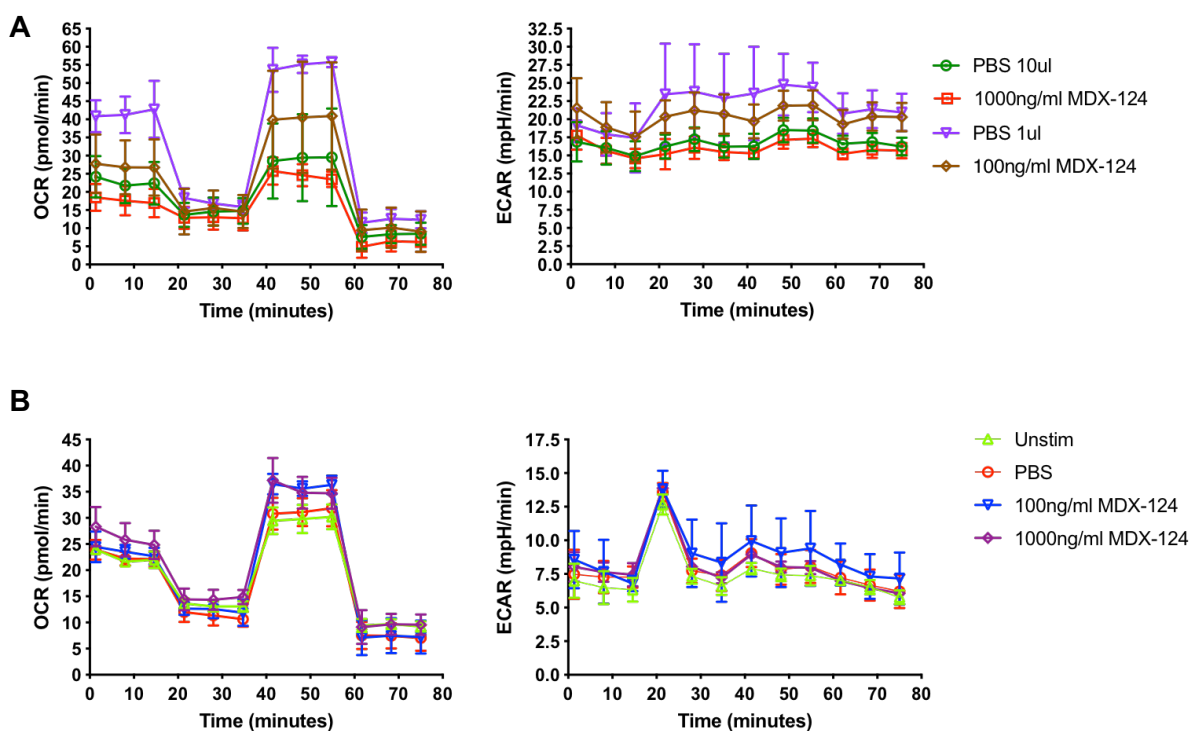 A
65
60
55
50
45
40
35
30
25
20
15
10
5
0
OCR (pmol/min)
0 10 20 30 40 50 60 70 80
Time (minutes)
32.5
30.0
27.5
25.0
22.5
20.0
17.5
15.0
12.5
10.0
7.5
5.0
2.5
0.0
ECAR (mpH/min)
0 10 20 30 40 50 60 70 80
Time (minutes)
PBS 10ul
1000ng/ml MDX-124
PBS 1ul
100ng/ml MDX-124
B
45
40
35
30
25
20
15
10
5
0
OCR (pmol/min)
0 10 20 30 40 50 60 70 80
Time (minutes)
17.5
15.0
12.5
10.0
7.5
5.0
2.5
0.0
ECAR (mpH/min)
0 10 20 30 40 50 60 70 80
Time (minutes)
Unstim
PBS
100ng/ml MDX-124
1000ng/ml MDX-124